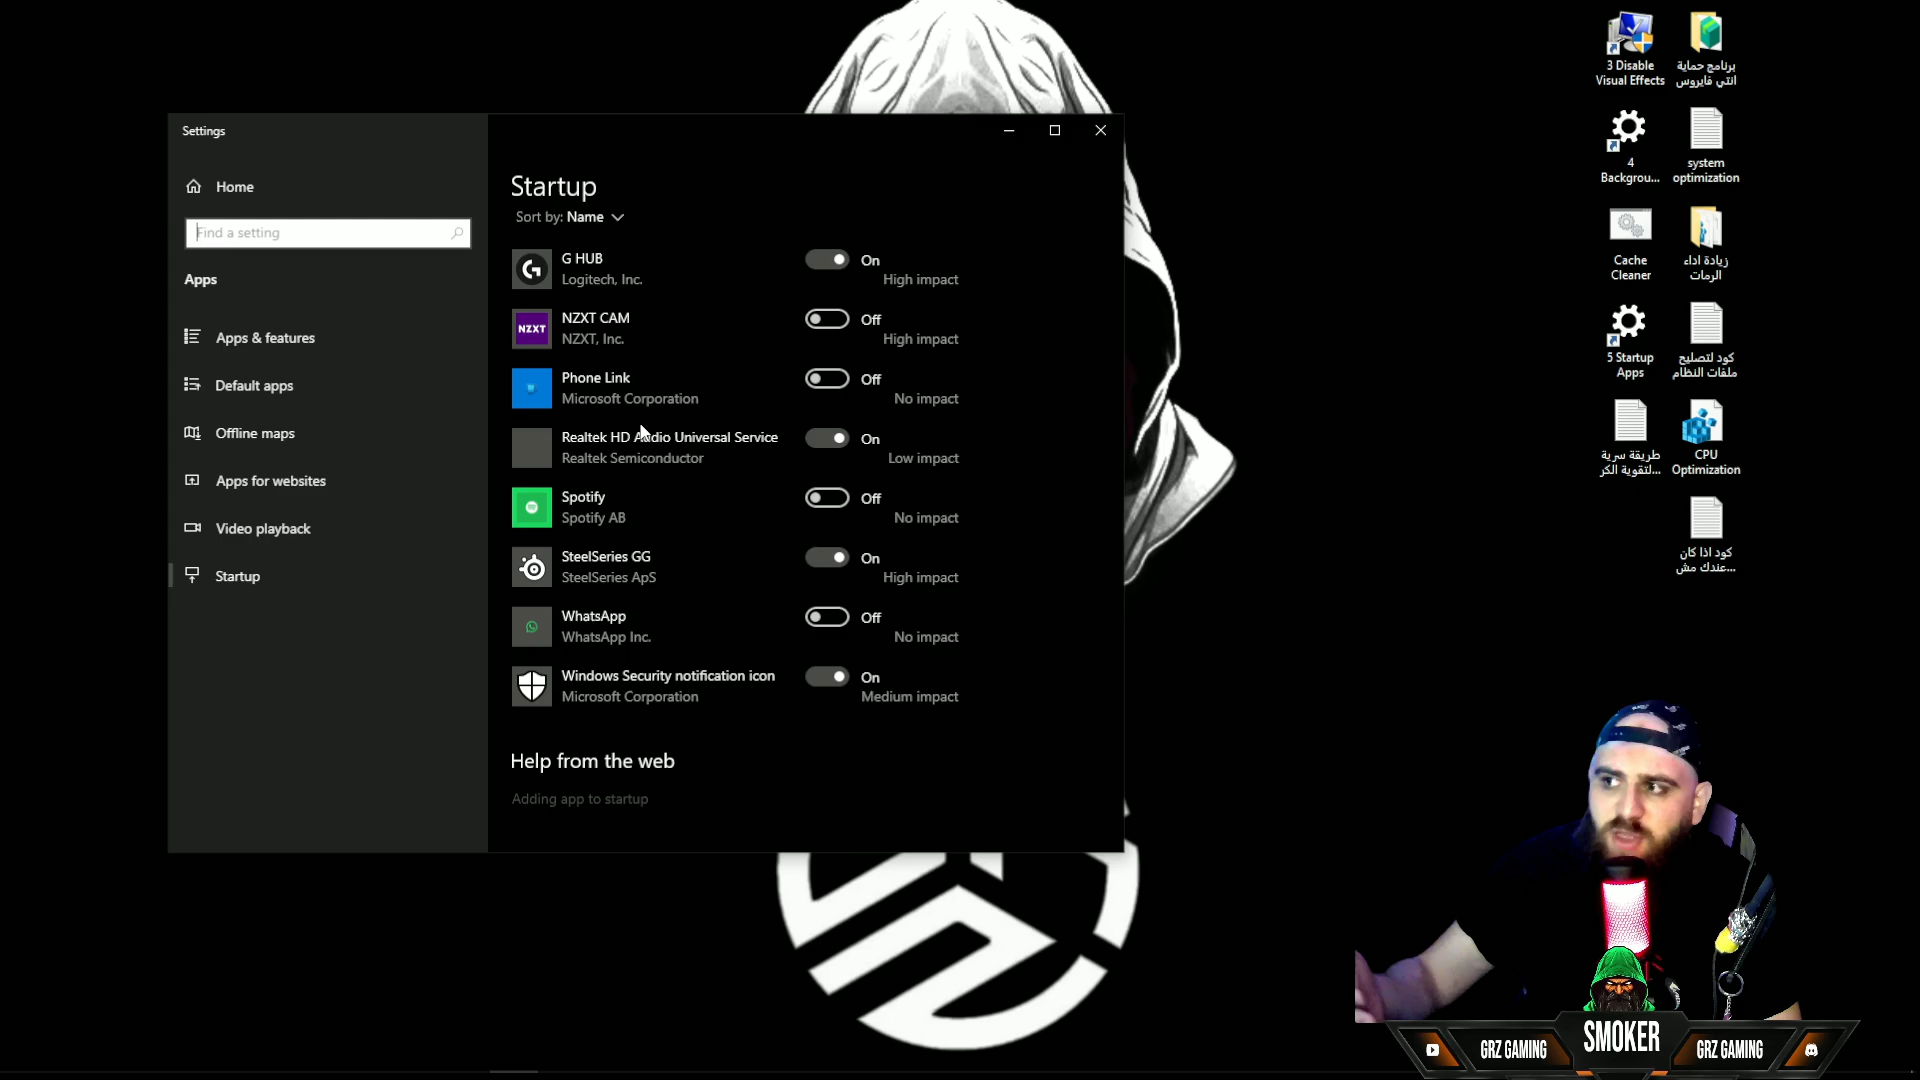 Settings
Home
Find a setting
Apps
Apps & features
Default apps
Offline maps
Apps for websites
Video playback
Startup
Startup
Sort by: Name
G HUB
On
Logitech, Inc.
High impact
NZXT
NZXT CAM
Off
NZXT, Inc.
High impact
Phone Link
Off
Microsoft Corporation
No impact
Realtek HD Audio Universal Service
On
Realtek Semiconductor
Low impact
Spotify
Off
Spotify AB
No impact
SteelSeries GG
On
SteelSeries ApS
High impact
WhatsApp
Off
WhatsApp Inc.
No impact
Windows Security notification icon
On
Microsoft Corporation
Medium impact
Help from the web
Adding app to startup
3 Disable
Visual Effects
برنامج حماية
انتي فايروس
4
Backgrou...
system
optimization
Cache
Cleaner
زيادة اداء
الرمات
5 Startup
Apps
كود لتصليح
ملفات النظام
طريقة سرية
لتقوية الكر...
CPU
Optimization
كود اذا كان
عندك مش...
GRZ GAMING
SMOKER
GRZ GAMING